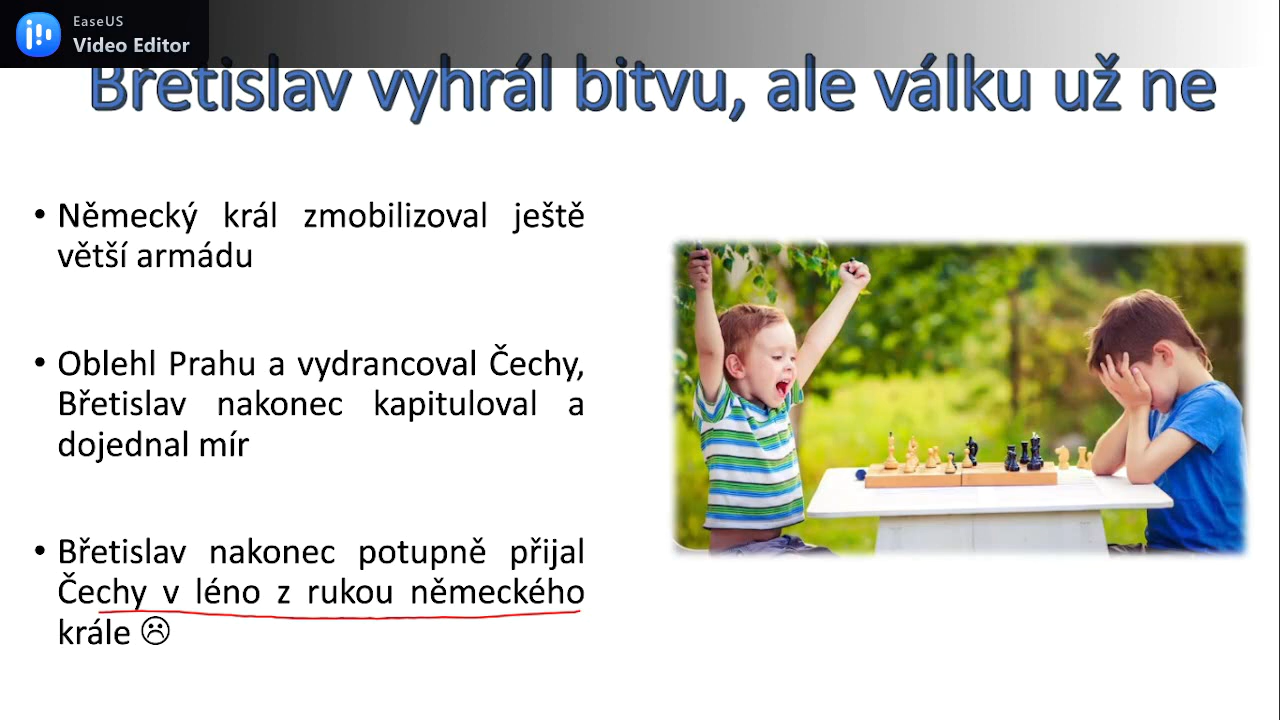 EaseUS
Video Editor
Břetislav vyhrál bitvu, ale válku už ne
• Německý král zmobilizoval ještě
větší armádu
• Oblehl Prahu a vydrancoval Čechy,
Břetislav nakonec kapituloval a
dojednal mír
• Břetislav nakonec potupně přijal
Čechy v léno z rukou německého
krále ☹